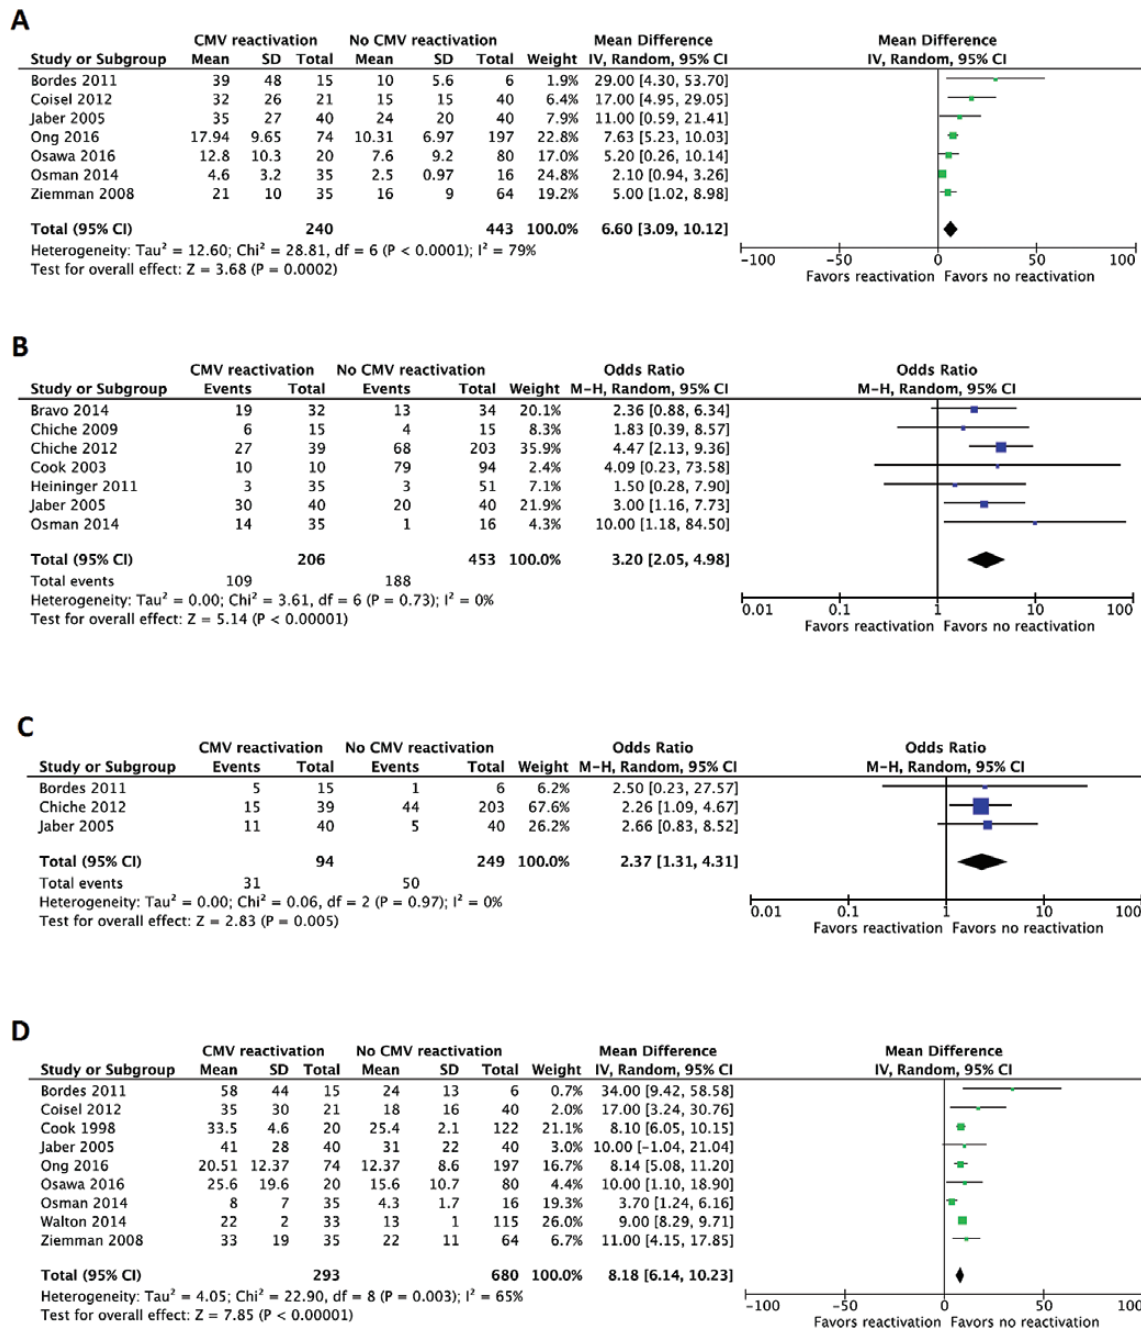 A
CMV reactivation No CMV reactivation Mean Difference Mean Difference
Study or Subgroup Mean SD Total Mean SD Total Weight IV, Random, 95% CI IV, Random, 95% CI
Bordes 2011 39 48 15 10 5.6 6 1.9% 29.00 [4.30, 53.70]
Coisel 2012 32 26 21 15 15 40 6.4% 17.00 [4.95, 29.05]
Jaber 2005 35 27 40 24 20 40 7.9% 11.00 [0.59, 21.41]
Ong 2016 17.94 9.65 74 10.31 6.97 197 22.8% 7.63 [5.23, 10.03]
Osawa 2016 12.8 10.3 20 7.6 9.2 80 17.0% 5.20 [0.26, 10.14]
Osman 2014 4.6 3.2 35 2.5 0.97 16 24.8% 2.10 [0.94, 3.26]
Ziemman 2008 21 10 35 16 9 64 19.2% 5.00 [1.02, 8.98]
Total (95% CI) 240 443 100.0% 6.60 [3.09, 10.12]
Heterogeneity: Tau² = 12.60; Chi² = 28.81, df = 6 (P < 0.0001); I² = 79%
Test for overall effect: Z = 3.68 (P = 0.0002)
-100 0 50 100
Favors reactivation Favors no reactivation
B
CMV reactivation No CMV reactivation Odds Ratio Odds Ratio
Study or Subgroup Events Total Events Total Weight M-H, Random, 95% CI M-H, Random, 95% CI
Bravo 2014 19 32 13 34 20.1% 2.36 [0.88, 6.34]
Chiche 2009 6 15 4 15 8.3% 1.83 [0.39, 8.57]
Chiche 2012 27 39 68 203 35.9% 4.47 [2.13, 9.36]
Cook 2003 10 10 79 94 2.4% 4.09 [0.23, 73.58]
Heininger 2011 3 35 3 51 7.1% 1.50 [0.28, 7.90]
Jaber 2005 30 40 20 40 21.9% 3.00 [1.16, 7.73]
Osman 2014 14 35 1 16 4.3% 10.00 [1.18, 84.50]
Total (95% CI) 206 453 100.0% 3.20 [2.05, 4.98]
Total events 109 188
Heterogeneity: Tau² = 0.00; Chi² = 3.61, df = 6 (P = 0.73); I² = 0%
Test for overall effect: Z = 5.14 (P < 0.00001)
0.01 0.1 1 10 100
Favors reactivation Favors no reactivation
C
CMV reactivation No CMV reactivation Odds Ratio Odds Ratio
Study or Subgroup Events Total Events Total Weight M-H, Random, 95% CI M-H, Random, 95% CI
Bordes 2011 5 15 1 6 6.2% 2.50 [0.23, 27.57]
Chiche 2012 15 39 44 203 67.6% 2.26 [1.09, 4.67]
Jaber 2005 11 40 5 40 26.2% 2.66 [0.83, 8.52]
Total (95% CI) 94 249 100.0% 2.37 [1.31, 4.31]
Total events 31 50
Heterogeneity: Tau² = 0.00; Chi² = 0.06, df = 2 (P = 0.97); I² = 0%
Test for overall effect: Z = 2.83 (P = 0.005)
0.01 0.1 1 10 100
Favors reactivation Favors no reactivation
D
CMV reactivation No CMV reactivation Mean Difference Mean Difference
Study or Subgroup Mean SD Total Mean SD Total Weight IV, Random, 95% CI IV, Random, 95% CI
Bordes 2011 58 44 15 24 13 6 0.7% 34.00 [9.42, 58.58]
Coisel 2012 35 30 21 18 16 40 2.0% 17.00 [3.24, 30.76]
Cook 1998 33.5 4.6 20 25.4 2.1 122 21.1% 8.10 [6.05, 10.15]
Jaber 2005 41 28 40 31 22 40 3.0% 10.00 [-1.04, 21.04]
Ong 2016 20.51 12.37 74 12.37 8.6 197 16.7% 8.14 [5.08, 11.20]
Osawa 2016 25.6 19.6 20 15.6 10.7 80 4.4% 10.00 [1.10, 18.90]
Osman 2014 8 7 35 4.3 1.7 16 19.3% 3.70 [1.24, 6.16]
Walton 2014 22 2 33 13 1 115 26.0% 9.00 [8.29, 9.71]
Ziemman 2008 33 19 35 22 11 64 6.7% 11.00 [4.15, 17.85]
Total (95% CI) 293 680 100.0% 8.18 [6.14, 10.23]
Heterogeneity: Tau² = 4.05; Chi² = 22.90, df = 8 (P = 0.003); I² = 65%
Test for overall effect: Z = 7.85 (P < 0.00001)
-100 -50 0 50 100
Favors reactivation Favors no reactivation